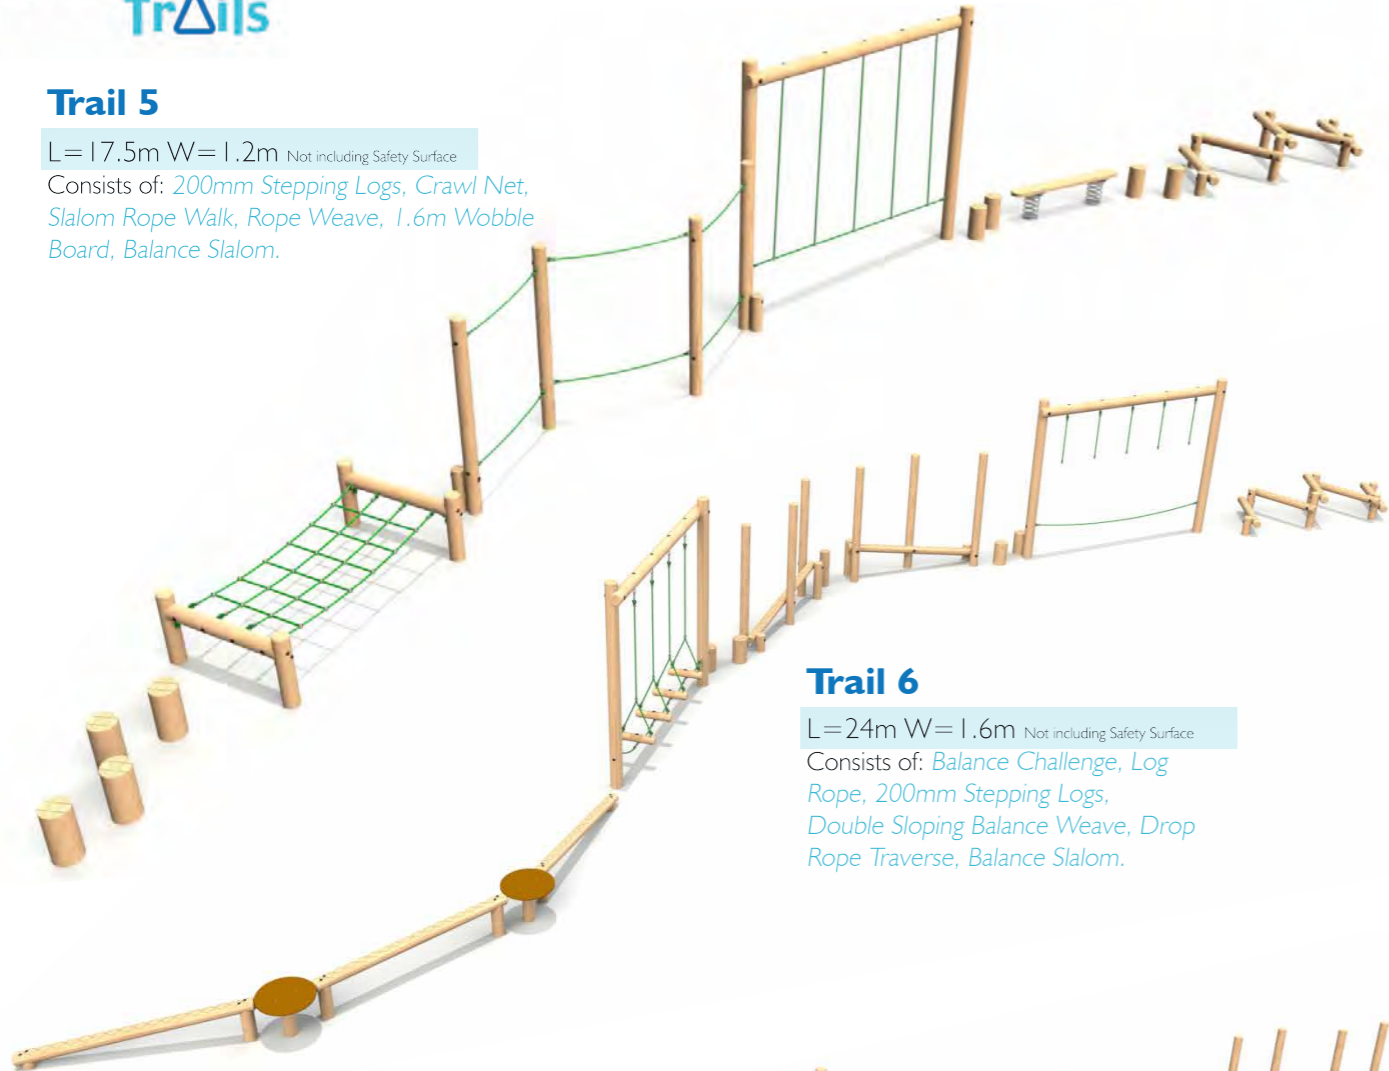 Trails
Trail 5
L=17.5m W=1.2m Not including Safety Surface
Consists of: 200mm Stepping Logs, Crawl Net,
Slalom Rope Walk, Rope Weave, 1.6m Wobble
Board, Balance Slalom.
Trail 6
L=24m W=1.6m Not including Safety Surface
Consists of: Balance Challenge, Log
Rope, 200mm Stepping Logs,
Double Sloping Balance Weave, Drop
Rope Traverse, Balance Slalom.